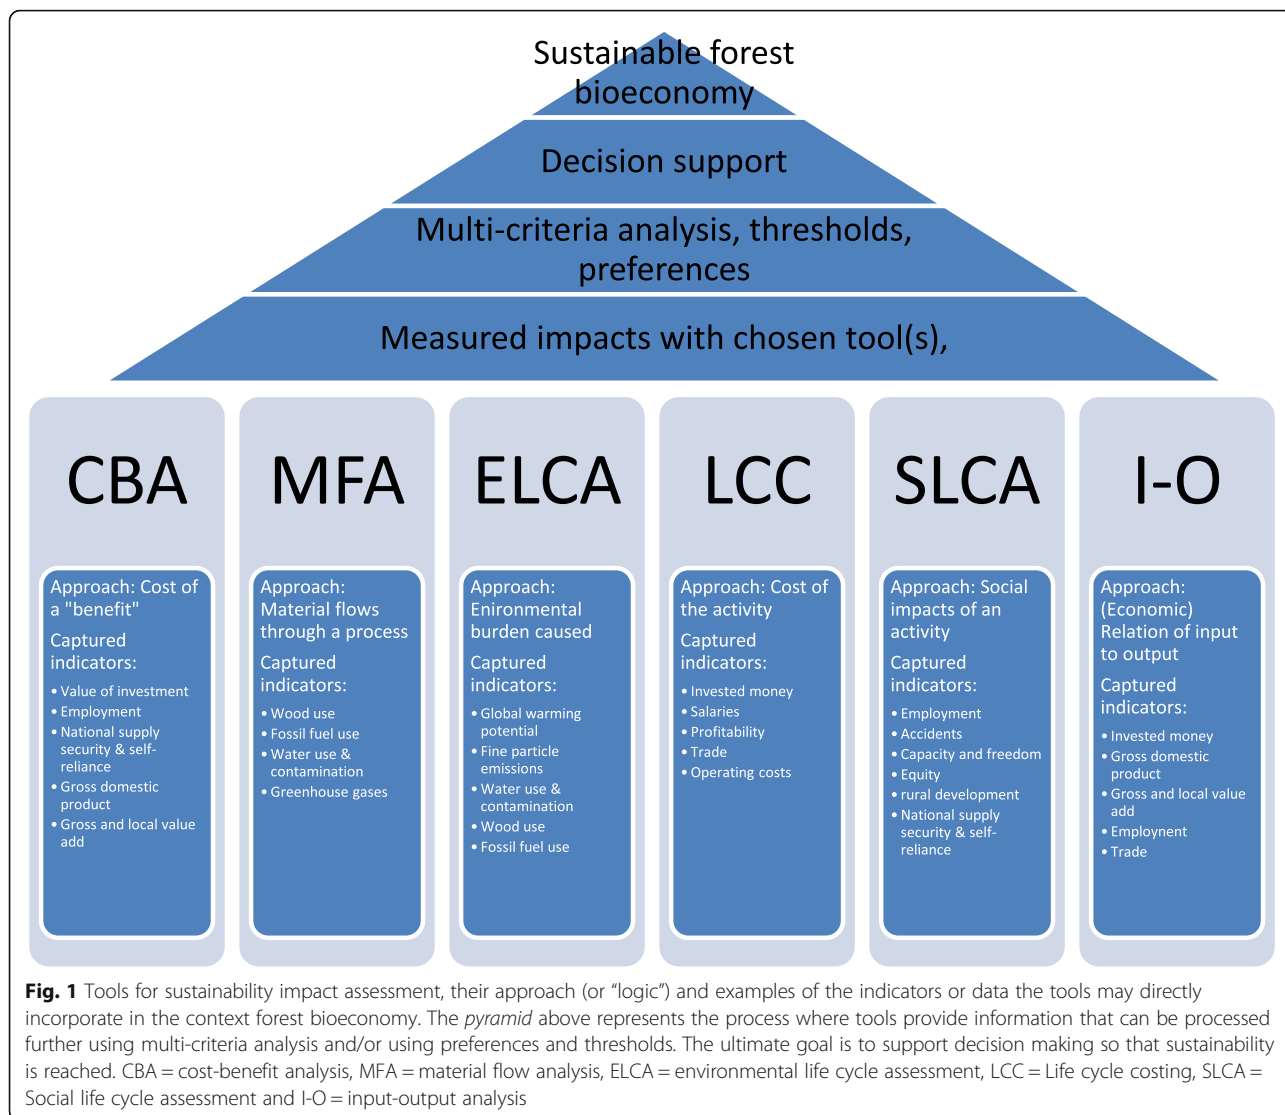 Sustainable forest
bioeconomy
Decision support
Multi-criteria analysis, thresholds,
preferences
Measured impacts with chosen tool(s),
CBA
Approach: Cost of
a "benefit"
Captured
indicators:
• Value of investment
• Employment
• National supply
security & self-
reliance
• Gross domestic
product
• Gross and local value
add
MFA
Approach:
Material flows
through a process
Captured
indicators:
• Wood use
• Fossil fuel use
• Water use &
contamination
• Greenhouse gases
ELCA
Approach:
Enironmental
burden caused
Captured
indicators:
• Global warming
potential
• Fine particle
emissions
• Water use &
contamination
• Wood use
• Fossil fuel use
LCC
Approach: Cost of
the activity
Captured
indicators:
• Invested money
• Salaries
• Profitability
• Trade
• Operating costs
SLCA
Approach: Social
impacts of an
activity
Captured
indicators:
• Employment
• Accidents
• Capacity and freedom
• Equity
• rural development
• National supply
security & self-
reliance
I-O
Approach:
(Economic)
Relation of input
to output
Captured
indicators:
• Invested money
• Gross domestic
product
• Gross and local value
add
• Employnent
• Trade
Fig. 1 Tools for sustainability impact assessment, their approach (or “logic”) and examples of the indicators or data the tools may directly
incorporate in the context forest bioeconomy. The pyramid above represents the process where tools provide information that can be processed
further using multi-criteria analysis and/or using preferences and thresholds. The ultimate goal is to support decision making so that sustainability
is reached. CBA = cost-benefit analysis, MFA = material flow analysis, ELCA = environmental life cycle assessment, LCC = Life cycle costing, SLCA =
Social life cycle assessment and I-O = input-output analysis